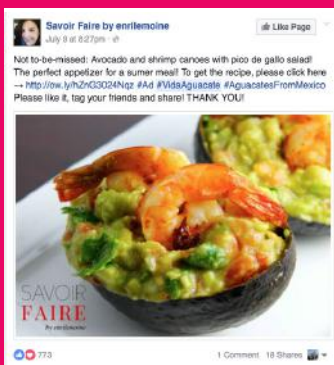 Savoir Faire by enrilemoine
Like Page
July 9 at 8:27pm ·
Not to-be-missed: Avocado and shrimp canoes with pico de gallo salad!
The perfect appetizer for a sumer meal! To get the recipe, please click here
→ http://ow.ly/hZnG3024Nqz #Ad #VidaAguacate #AguacatesFromMexico
Please like it, tag your friends and share! THANK YOU!
SAVOIR
FAIRE
by enrilemoine
773
1 Comment 18 Shares